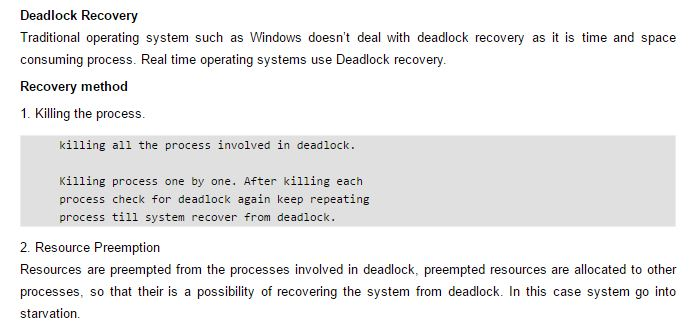 Deadlock Recovery
Traditional operating system such as Windows doesn't deal with deadlock recovery as it is time and space
consuming process. Real time operating systems use Deadlock recovery.
Recovery method
1. Killing the process.
killing all the process involved in deadlock.
Killing process one by one. After killing each
process check for deadlock again keep repeating
process till system recover from deadlock.
2. Resource Preemption
Resources are preempted from the processes involved in deadlock, preempted resources are allocated to other
processes, so that their is a possibility of recovering the system from deadlock. In this case system go into
starvation.